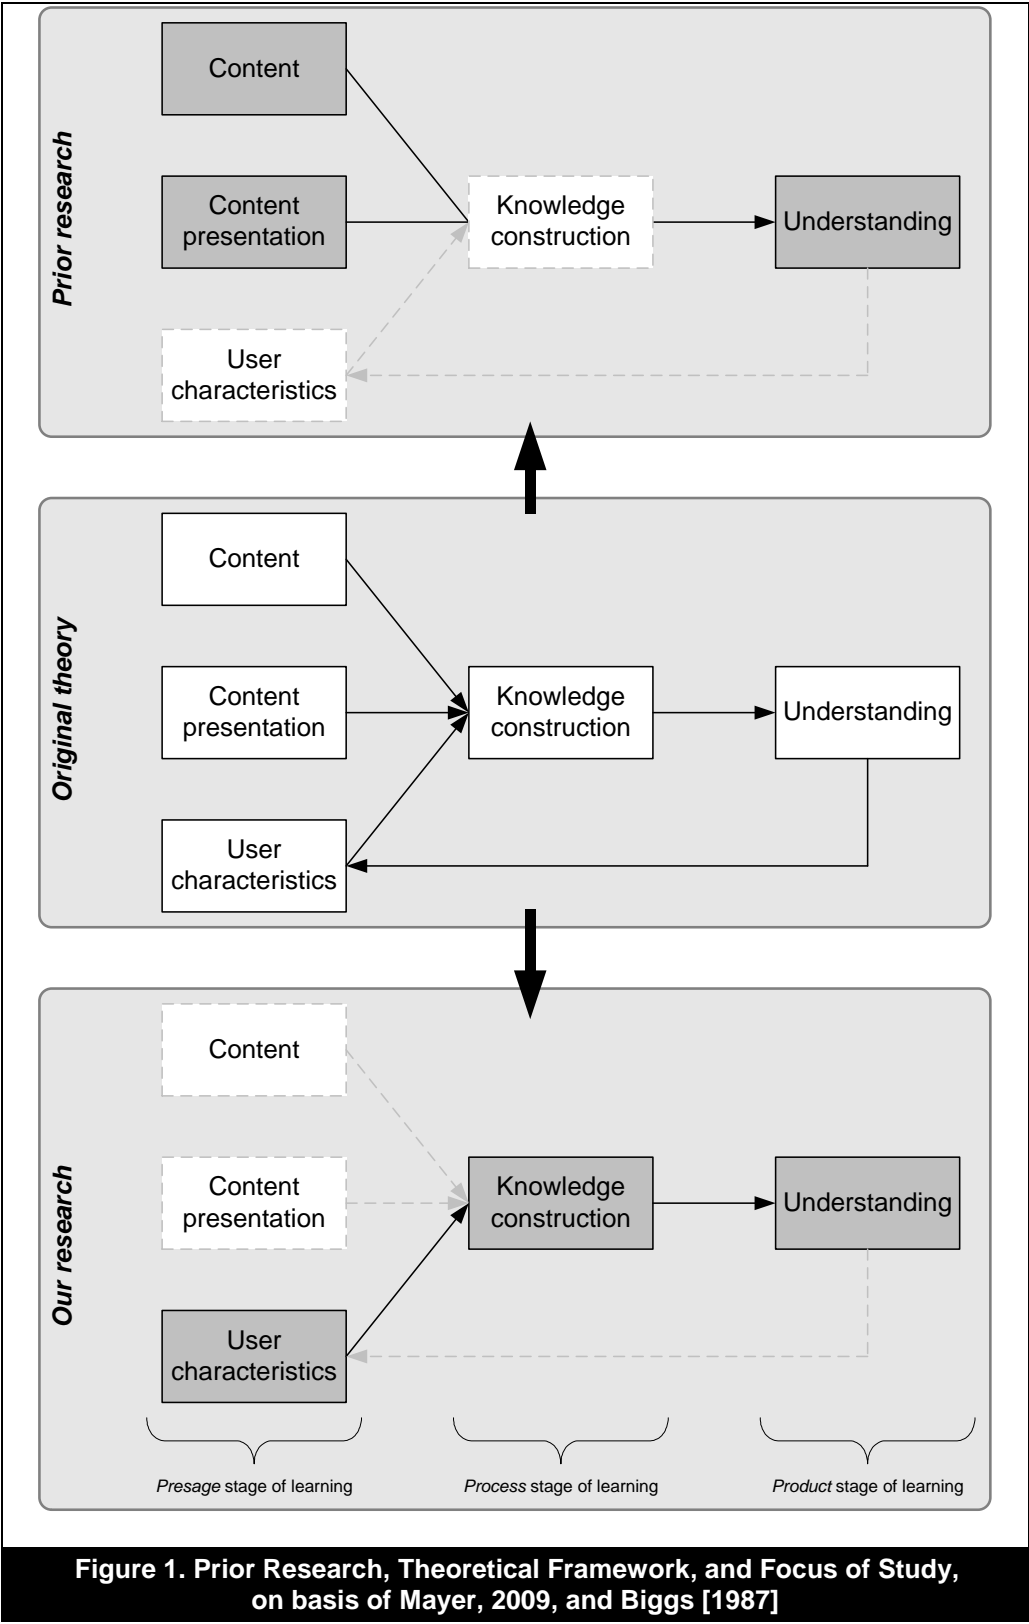 Prior research
Content
Content
presentation
Knowledge
construction
Understanding
User
characteristics
Original theory
Content
Content
presentation
Knowledge
construction
Understanding
User
characteristics
Our research
Content
Content
presentation
Knowledge
construction
Understanding
User
characteristics
Presage stage of learning
Process stage of learning
Product stage of learning
Figure 1. Prior Research, Theoretical Framework, and Focus of Study,
on basis of Mayer, 2009, and Biggs [1987]